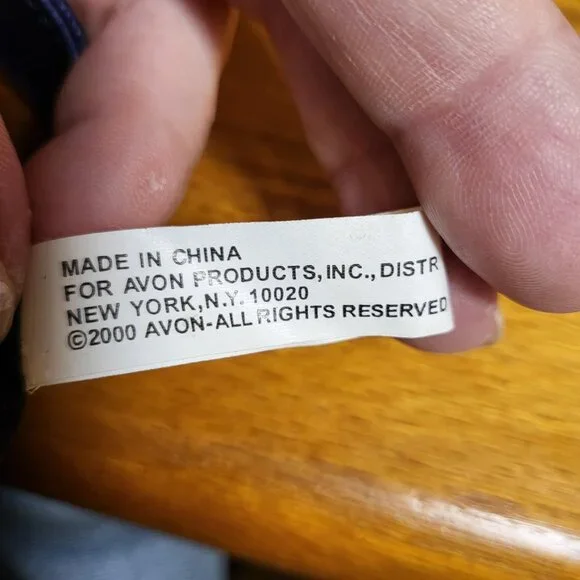 MADE IN CHINA
FOR AVON PRODUCTS, INC., DISTR
NEW YORK, N.Y. 10020
©2000 AVON-ALL RIGHTS RESERVED